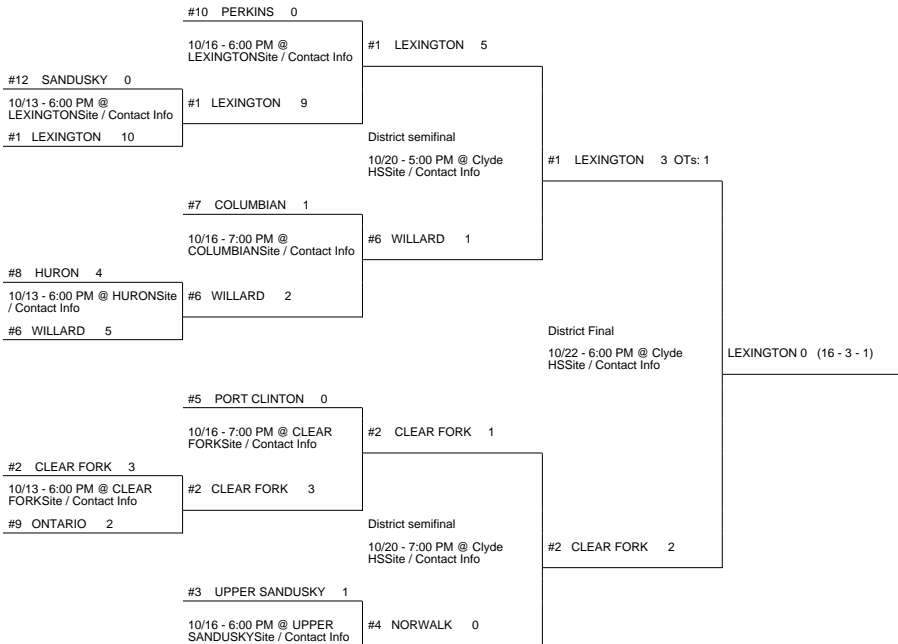 #10 PERKINS 0
10/16 - 6:00 PM @
LEXINGTONSite / Contact Info
#1 LEXINGTON 5
#12 SANDUSKY 0
10/13 - 6:00 PM @
LEXINGTONSite / Contact Info
#1 LEXINGTON 10
#1 LEXINGTON 9
District semifinal
10/20 - 5:00 PM @ Clyde
HSSite / Contact Info
#1 LEXINGTON 3 OTs: 1
#7 COLUMBIAN 1
10/16 - 7:00 PM @
COLUMBIANSite / Contact Info
#6 WILLARD 1
#8 HURON 4
10/13 - 6:00 PM @ HURONSite
/ Contact Info
#6 WILLARD 5
#6 WILLARD 2
District Final
10/22 - 6:00 PM @ Clyde
HSSite / Contact Info
LEXINGTON 0 (16 - 3 - 1)
#5 PORT CLINTON 0
10/16 - 7:00 PM @ CLEAR
FORKSite / Contact Info
#2 CLEAR FORK 1
#2 CLEAR FORK 3
10/13 - 6:00 PM @ CLEAR
FORKSite / Contact Info
#9 ONTARIO 2
#2 CLEAR FORK 3
District semifinal
10/20 - 7:00 PM @ Clyde
HSSite / Contact Info
#2 CLEAR FORK 2
#3 UPPER SANDUSKY 1
10/16 - 6:00 PM @ UPPER
SANDUSKYSite / Contact Info
#4 NORWALK 0